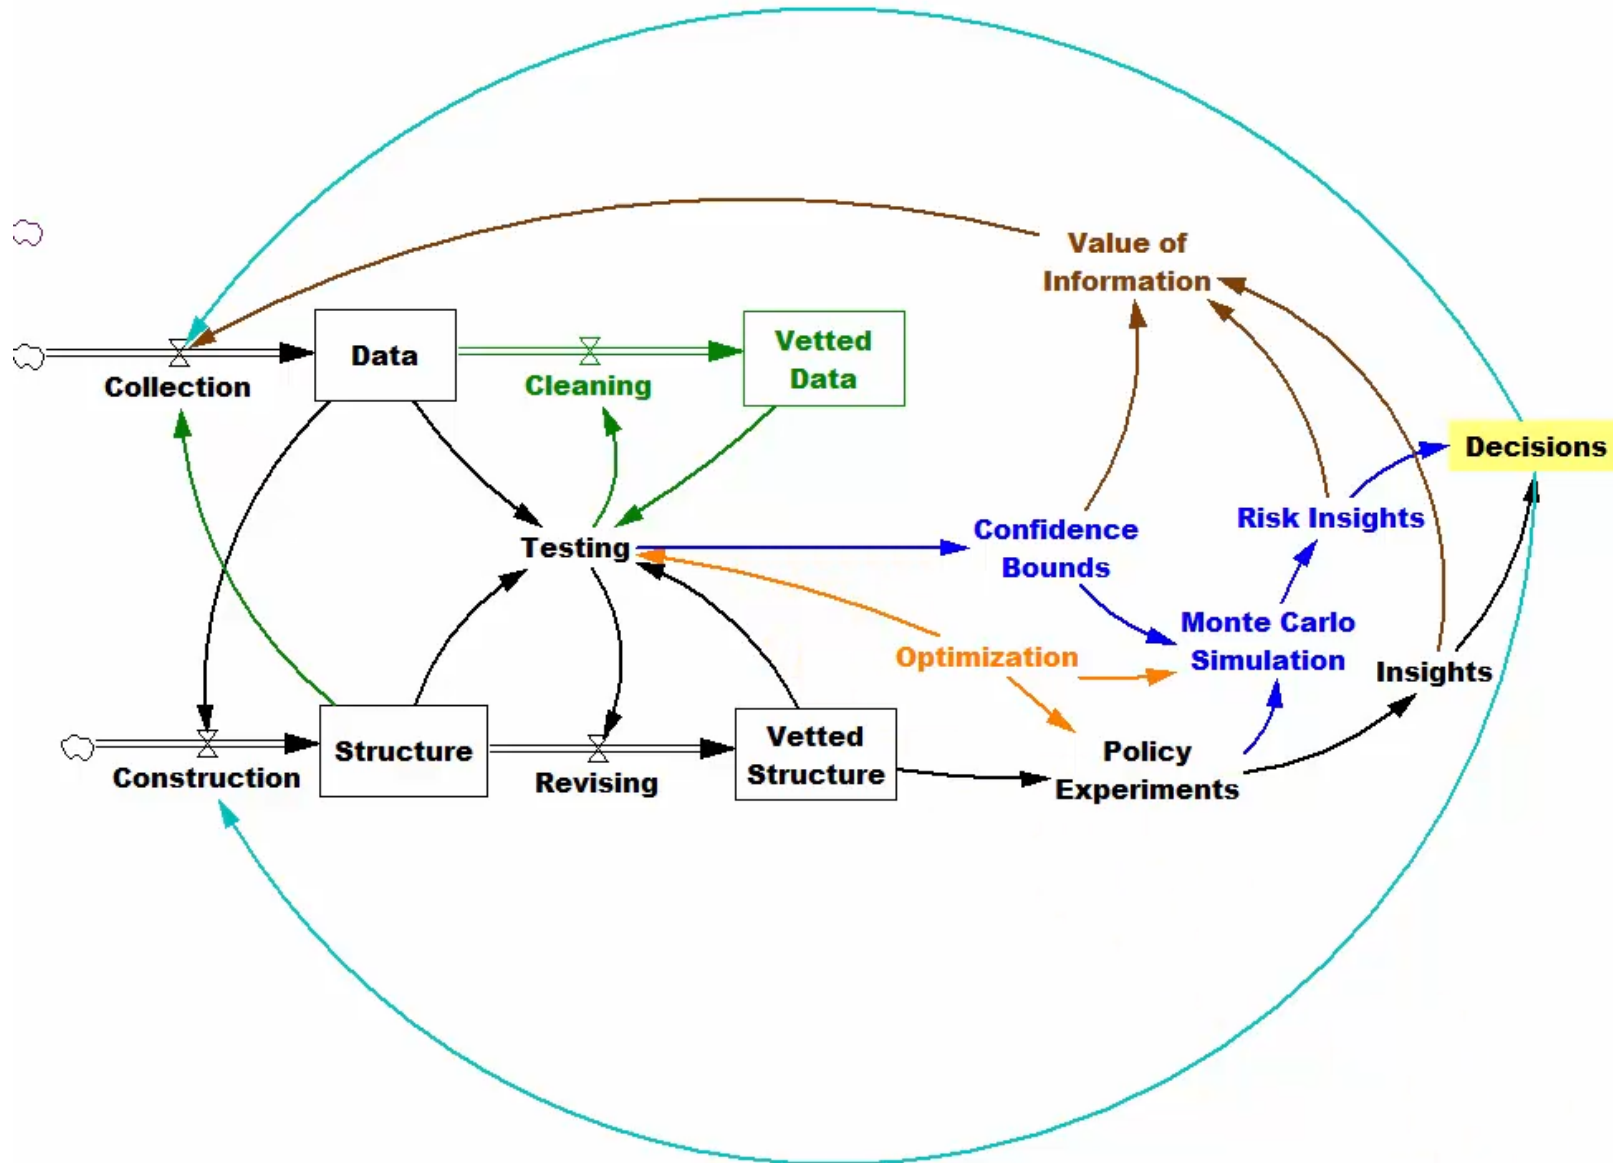 Value of
Information
Data
Vetted
Data
Collection
Cleaning
Decisions
Testing
Confidence
Bounds
Risk Insights
Optimization
Monte Carlo
Simulation
Insights
Structure
Vetted
Structure
Construction
Revising
Policy
Experiments